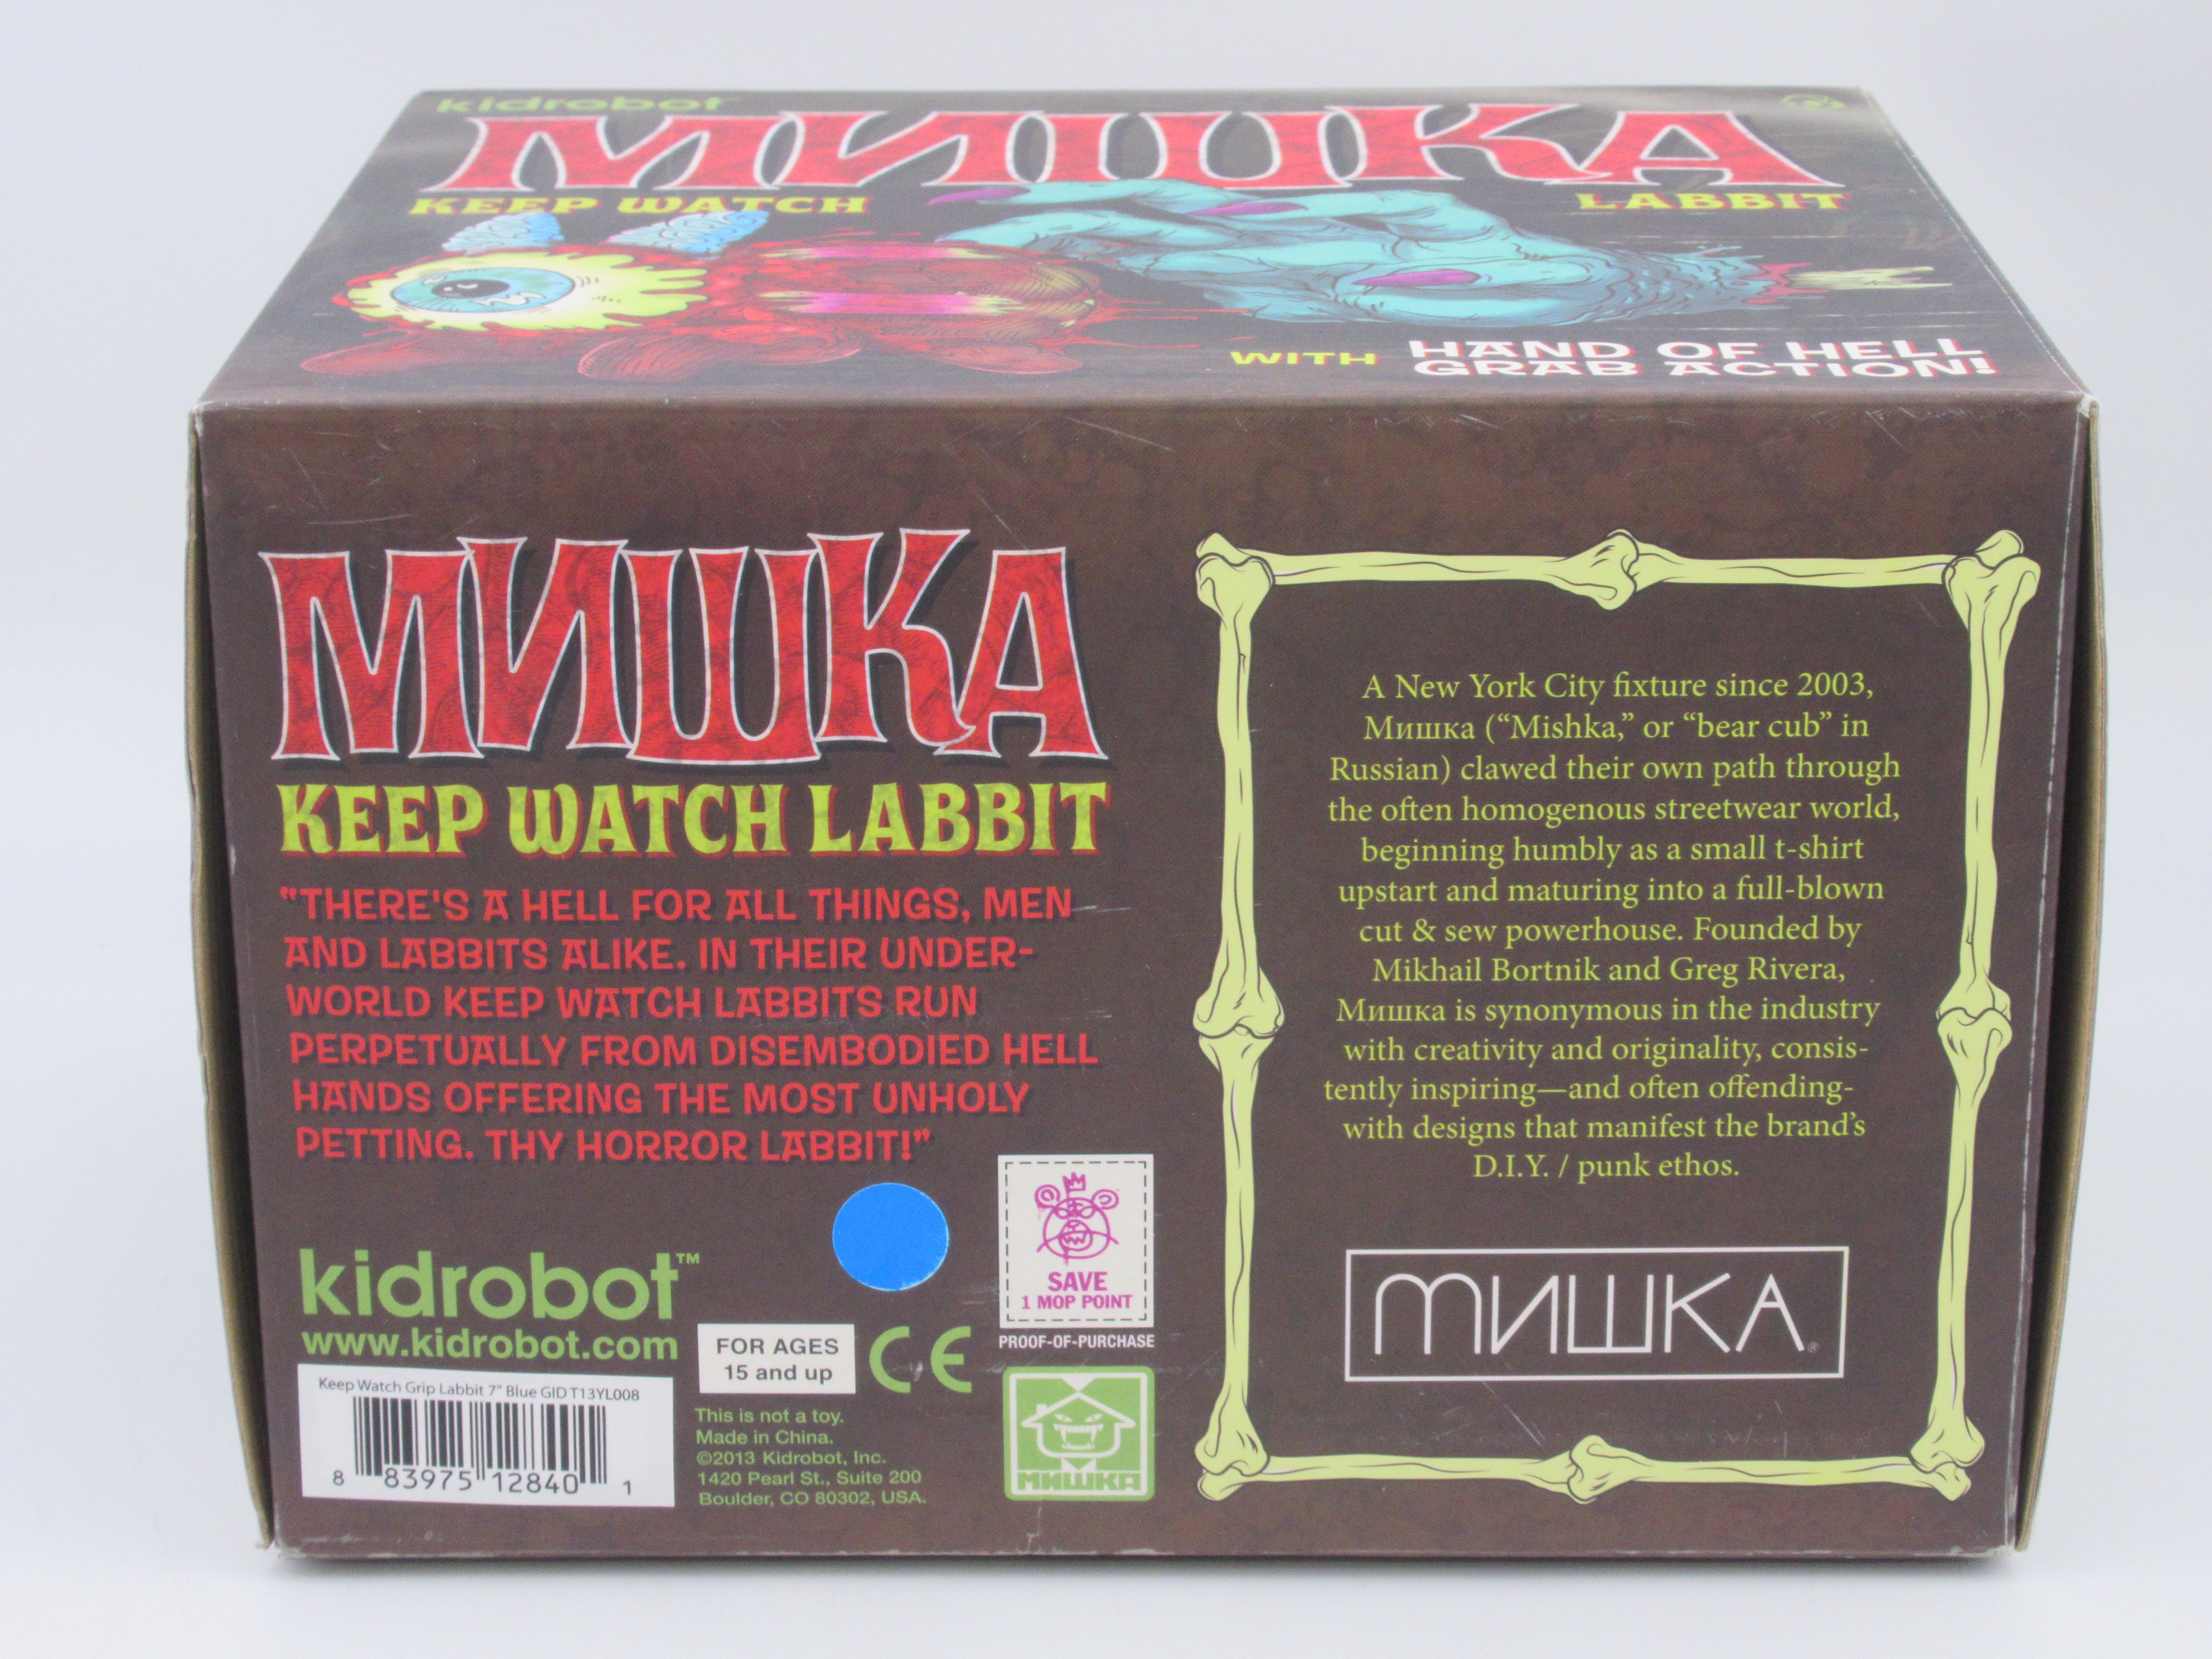 kidrobot™
МИШКА
KEEP WATCH
LABBIT
WITH HAND OF HELL
GRAB ACTION!
МИШКА
KEEP WATCH LABBIT
“THERE'S A HELL FOR ALL THINGS, MEN
AND LABBITS ALIKE. IN THEIR UNDER-
WORLD KEEP WATCH LABBITS RUN
PERPETUALLY FROM DISEMBODIED HELL
HANDS OFFERING THE MOST UNHOLY
PETTING. THY HORROR LABBIT!”
kidrobot™
www.kidrobot.com
Keep Watch Grip Labbit 7” Blue GID T13YL008
8 83975 12840 1
FOR AGES
15 and up
CE
This is not a toy.
Made in China.
©2013 Kidrobot, Inc.
1420 Pearl St., Suite 200
Boulder, CO 80302, USA.
SAVE
1 MOP POINT
PROOF-OF-PURCHASE
МИШКА
A New York City fixture since 2003,
Мишка (“Mishka,” or “bear cub” in
Russian) clawed their own path through
the often homogenous streetwear world,
beginning humbly as a small t-shirt
upstart and maturing into a full-blown
cut & sew powerhouse. Founded by
Mikhail Bortnik and Greg Rivera,
Мишка is synonymous in the industry
with creativity and originality, consis-
tently inspiring—and often offending-
with designs that manifest the brand’s
D.I.Y. / punk ethos.
МИШКА®